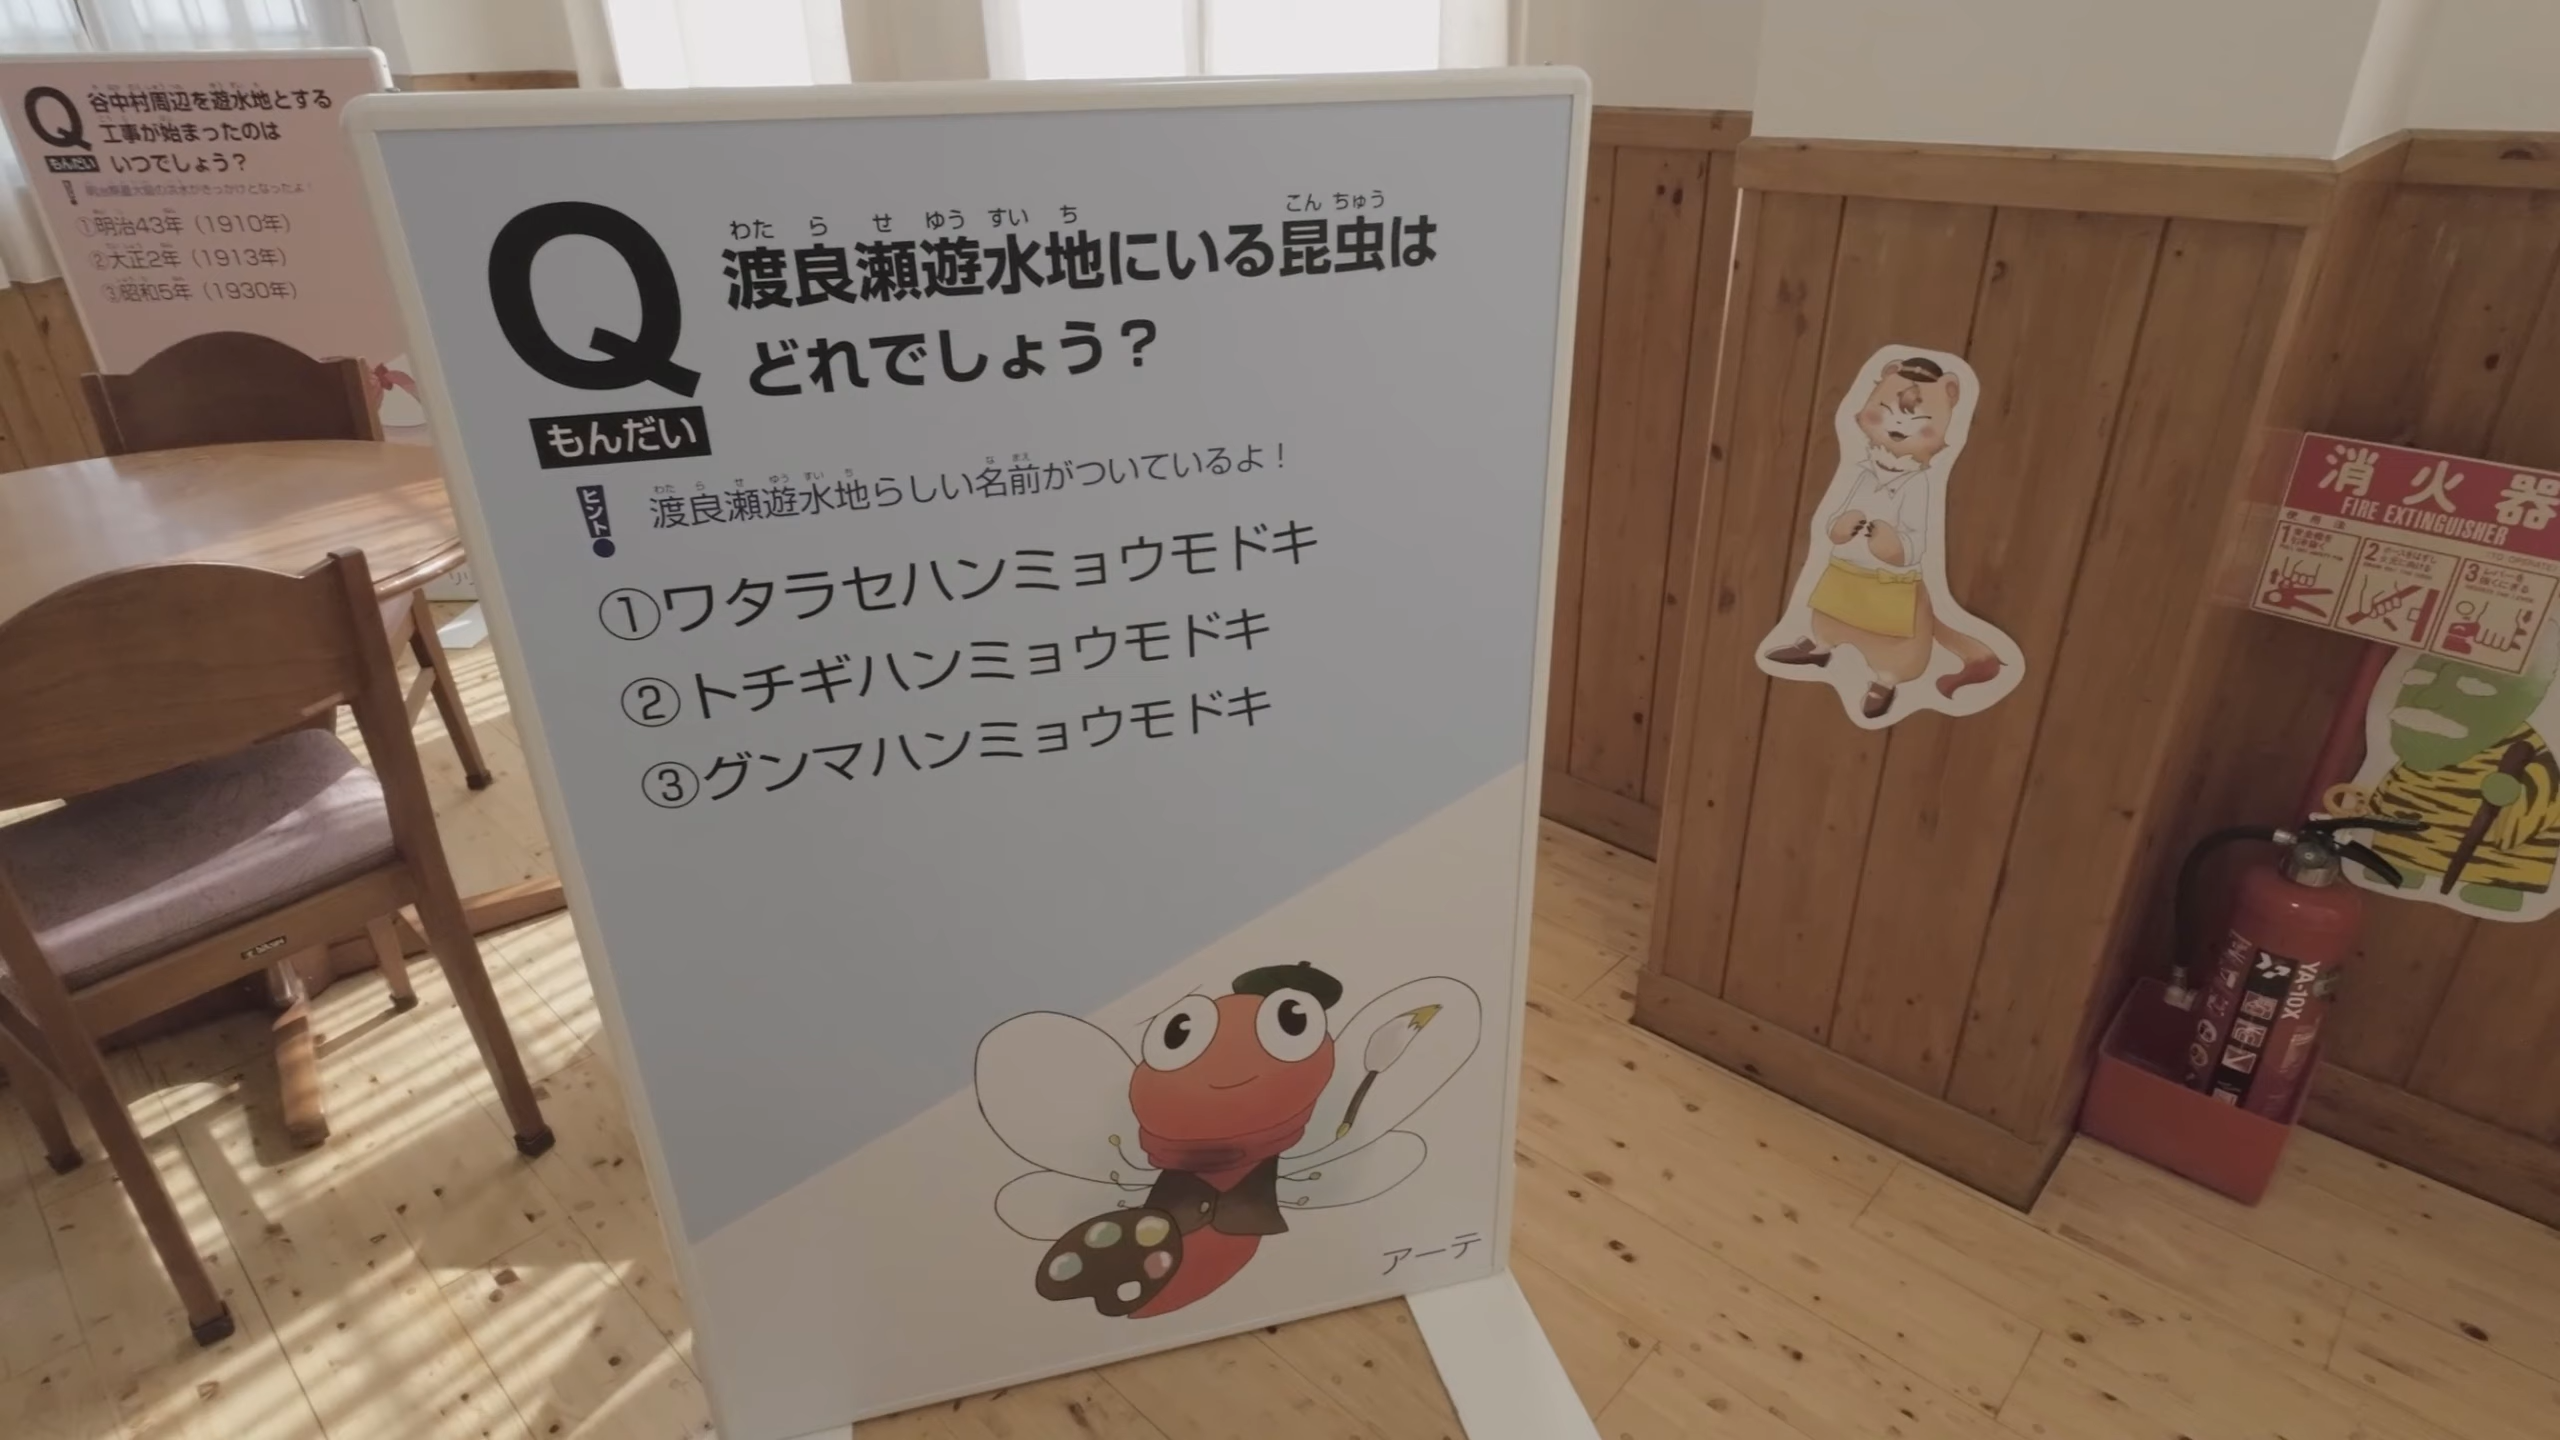 Q 谷中村周辺を遊水地とする
工事が始まったのは
もんだい いつでしょう?
①明治43年（1910年）
②大正2年（1913年）
③昭和5年（1930年）
わたらせゆうすいち こんちゅう
Q 渡良瀬遊水地にいる昆虫は
どれでしょう?
もんだい
わたらせゆうすいち なまえ
ヒント! 渡良瀬遊水地らしい名前がついているよ!
①ワタラセハンミョウモドキ
②トチギハンミョウモドキ
③グンマハンミョウモドキ
アーテ
消火器
FIRE EXTINGUISHER
使用法
1
2
3
YA-10X